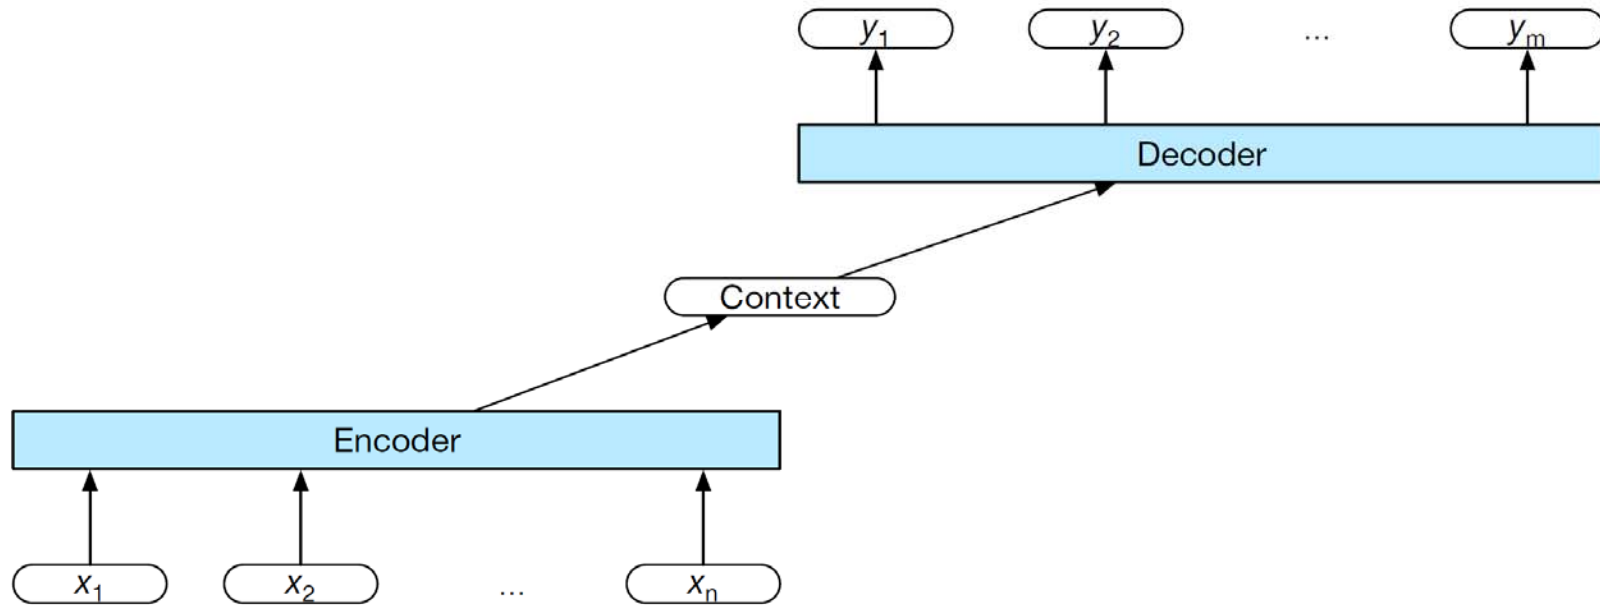 y1 y2 ... ym
Decoder
Context
Encoder
x1 x2 ... xn